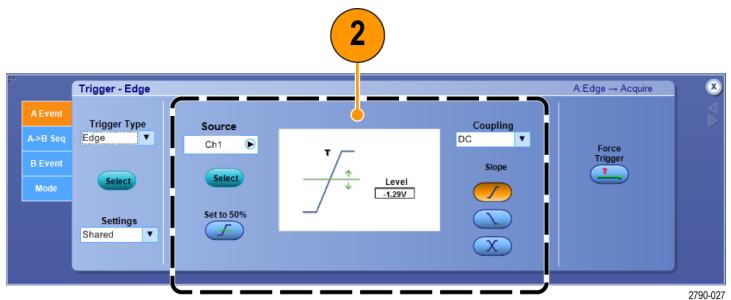 2
Trigger - Edge
A:Edge → Acquire
X
A Event
A->B Seq
B Event
Mode
Trigger Type
Edge
Select
Settings
Shared
Source
Ch1
Select
Set to 50%
T
Level
-1.29V
Coupling
DC
Slope
Force
Trigger
T
2790-027